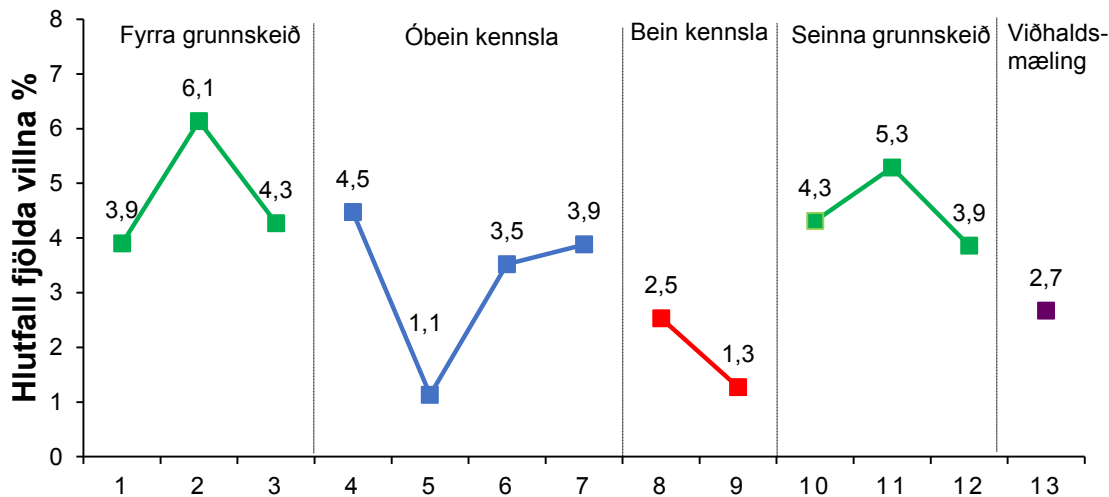 Hlutfall fjölda villna %
8
7
6
5
4
3
2
1
0
Fyrra grunnskeið
Óbein kennsla
Bein kennsla
Seinna grunnskeið
Viðhalds-
mæling
3,9
6,1
4,3
4,5
1,1
3,5
3,9
2,5
1,3
4,3
5,3
3,9
2,7
1 2 3 4 5 6 7 8 9 10 11 12 13